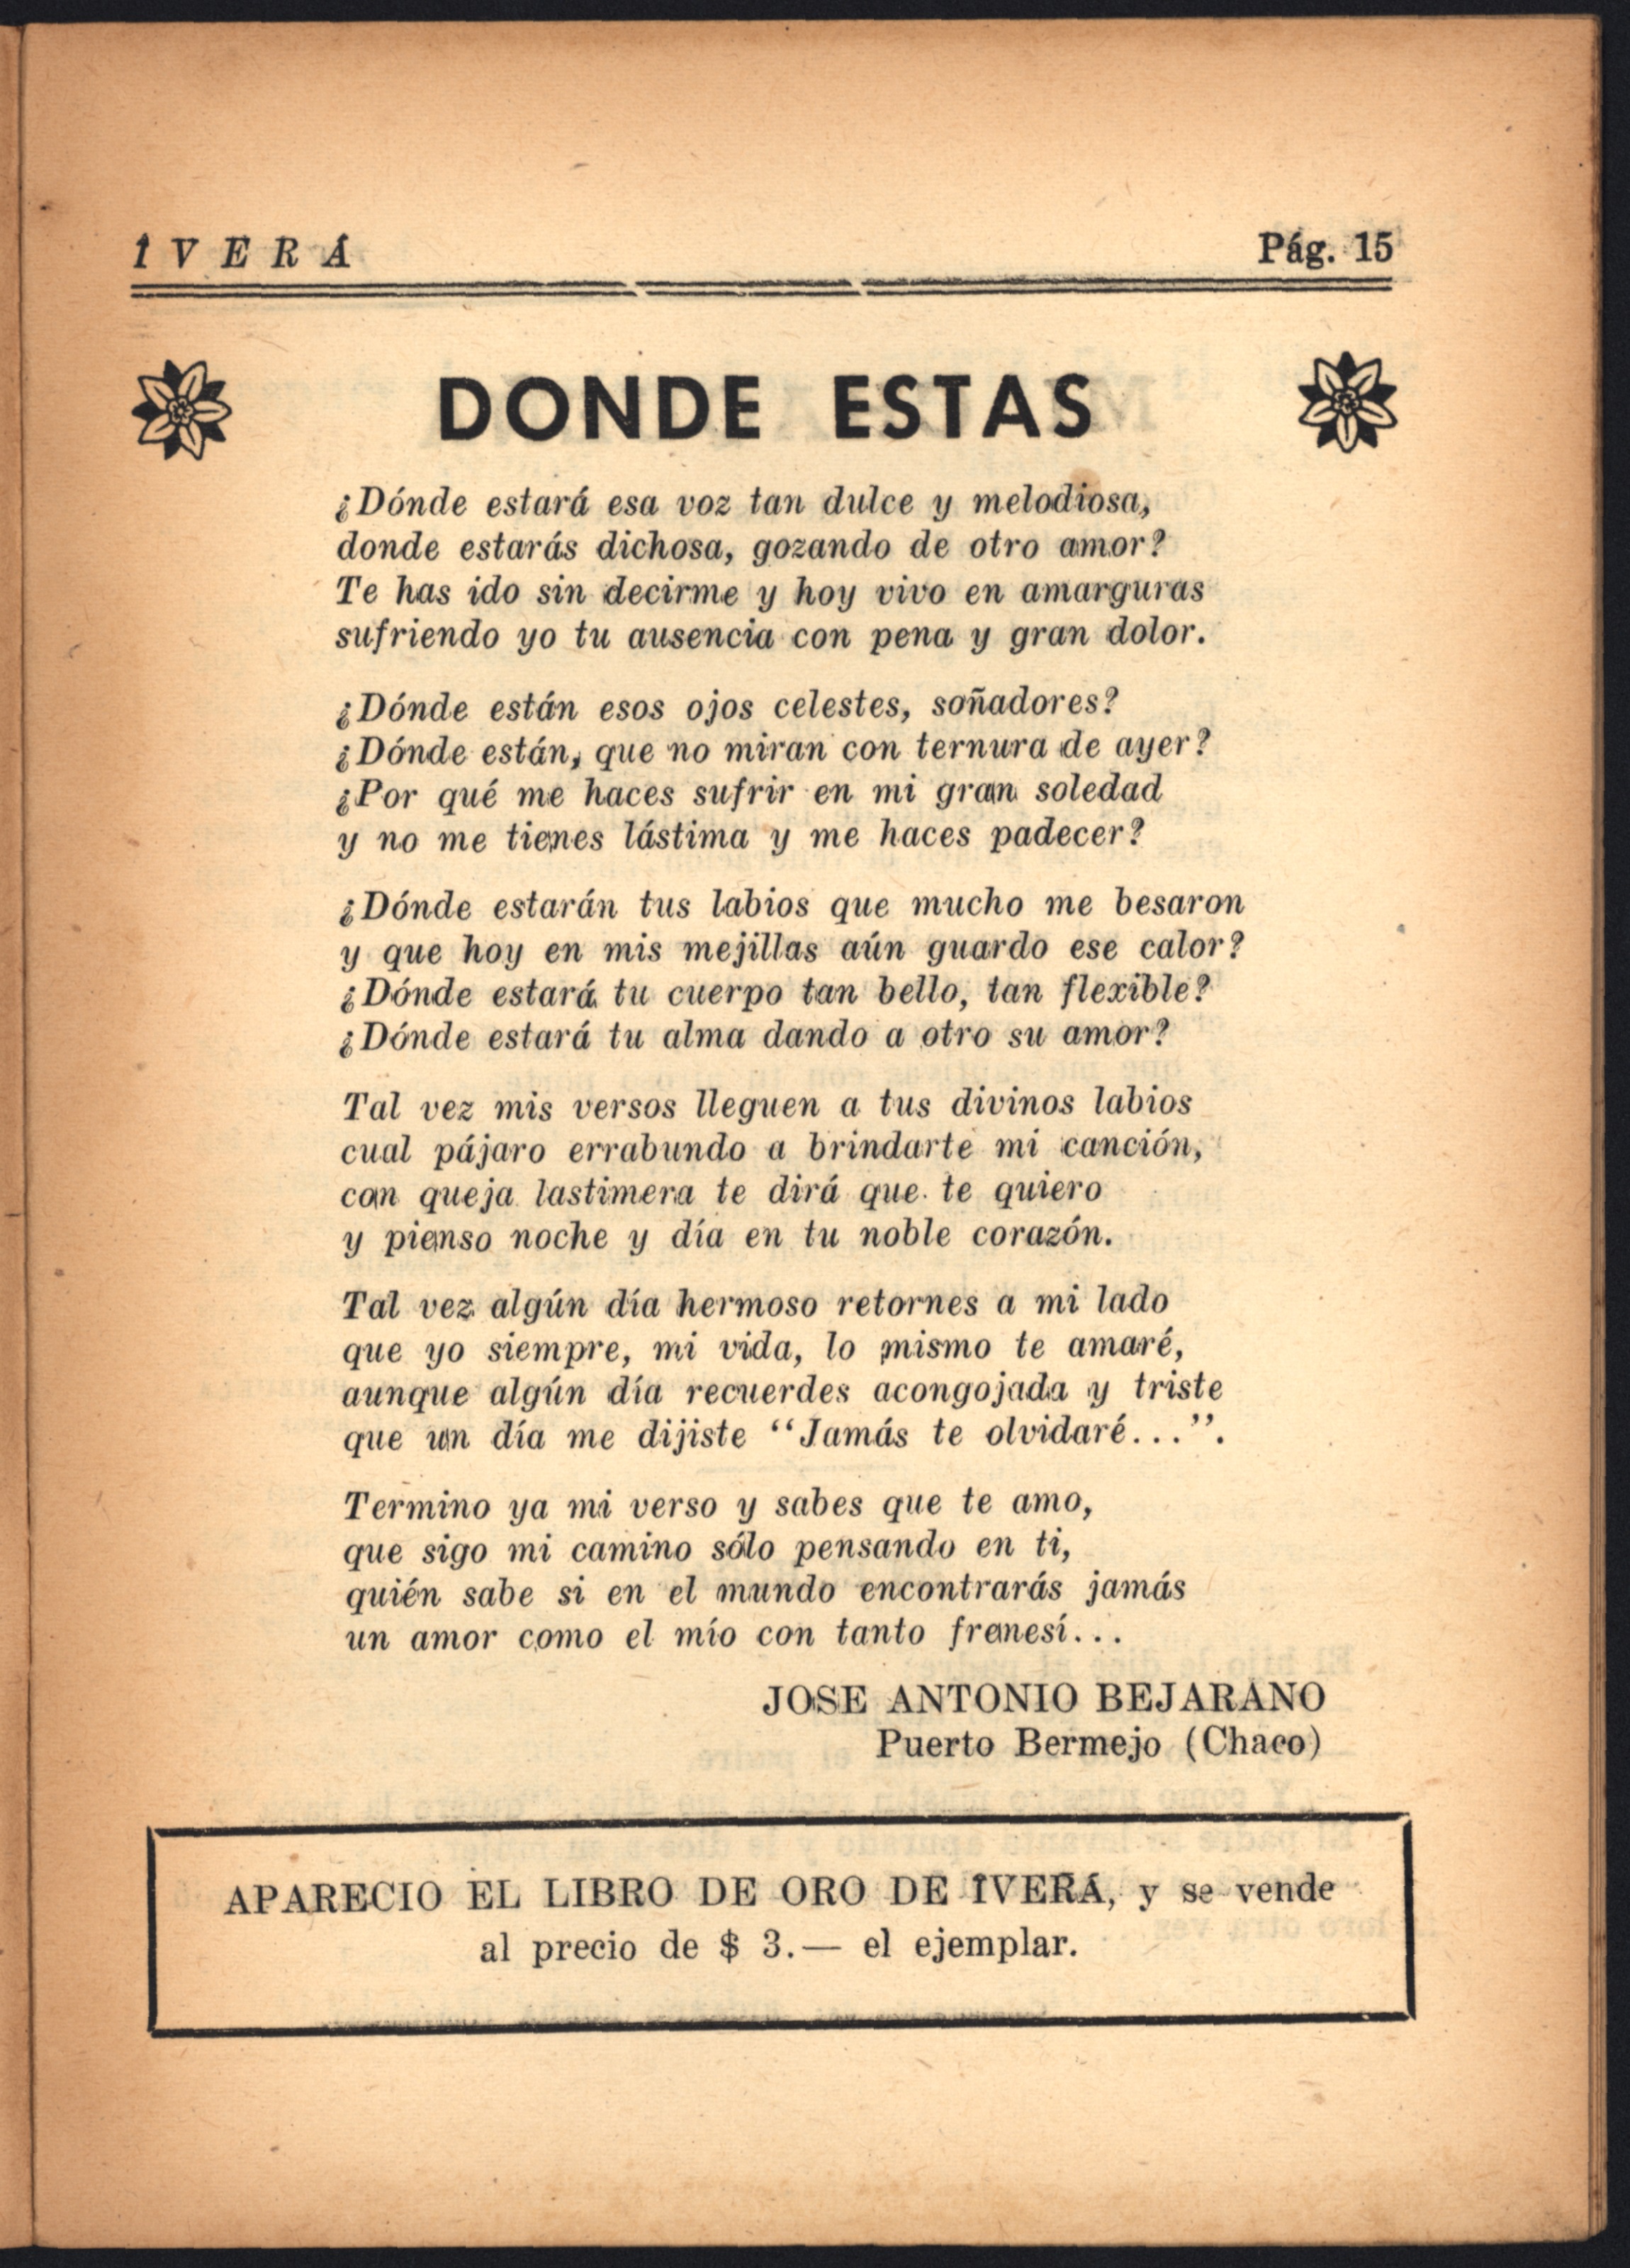 ÎVERÁ
Pág. 15
DONDE ESTAS
¿Dónde estará esa voz tan dulce y melodiosa,
donde estarás dichosa, gozando de otro amor?
Te has ido sin decirme y hoy vivo en amarguras
sufriendo yo tu ausencia con pena y gran dolor.
¿Dónde están esos ojos celestes, soñadores?
¿Dónde están, que no miran con ternura de ayer?
¿Por qué me haces sufrir en mi gran soledad
y no me tienes lástima y me haces padecer?
¿Dónde estarán tus labios que mucho me besaron
y que hoy en mis mejillas aún guardo ese calor?
¿Dónde estará tu cuerpo tan bello, tan flexible?
¿Dónde estará tu alma dando a otro su amor?
Tal vez mis versos lleguen a tus divinos labios
cual pájaro errabundo a brindarte mi canción,
con queja lastimera te dirá que te quiero
y pienso noche y día en tu noble corazón.
Tal vez algún día hermoso retornes a mi lado
que yo siempre, mi vida, lo mismo te amaré,
aunque algún día recuerdes acongojada y triste
que un día me dijiste “Jamás te olvidaré...”.
Termino ya mi verso y sabes que te amo,
que sigo mi camino sólo pensando en ti,
quién sabe si en el mundo encontrarás jamás
un amor como el mío con tanto frenesí...
JOSE ANTONIO BEJARANO
Puerto Bermejo (Chaco)
APARECIO EL LIBRO DE ORO DE ÎVERÁ, y se vende
al precio de $ 3.— el ejemplar.